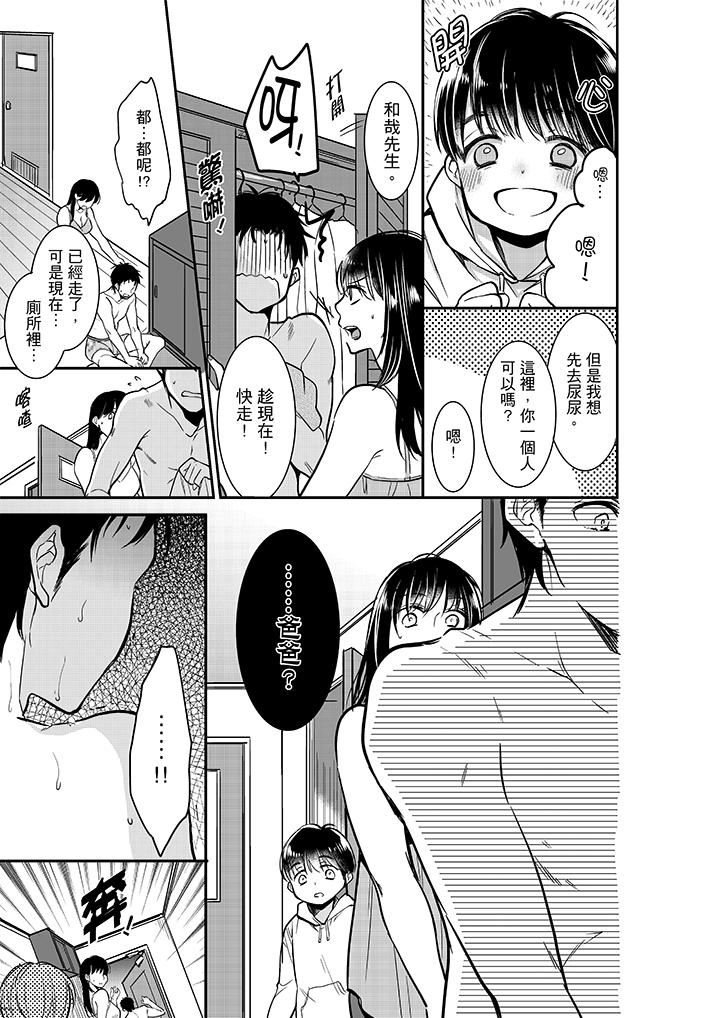 開心
嗯…
嗯！
但是我想
先去尿尿。
這裡，你一個人
可以嗎？
嗯！
和哉先生。
打開
呀！
驚嚇！
趁現在！
快走！
都…都呢!?
已經走了，
可是現在…
廁所裡…
喀喳
……爸爸？
……!!
奔